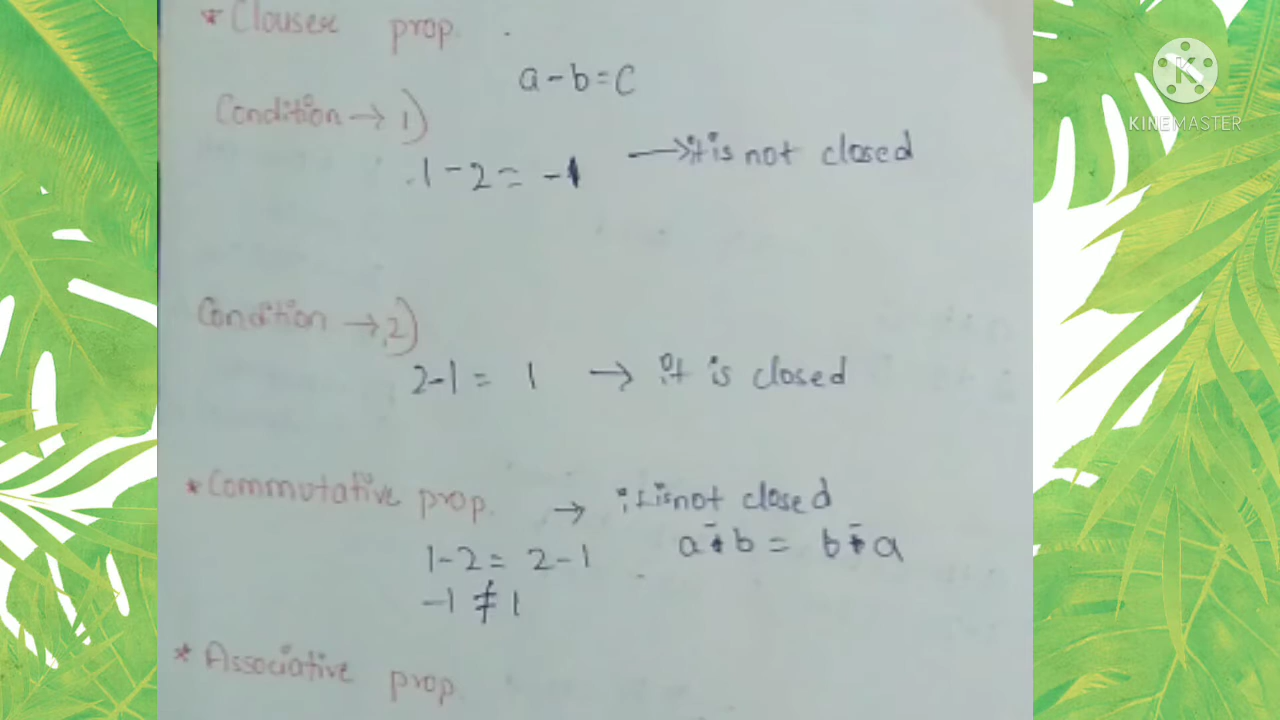 * Clouser prop.
a - b = c
Condition → 1)
1 - 2 = -1 → it is not closed
Condition → 2)
2 - 1 = 1 → it is closed
* Commutative prop. → it is not closed
1 - 2 = 2 - 1 a - b = b - a
-1 ≠ 1
* Associative prop.
K
KINEMASTER